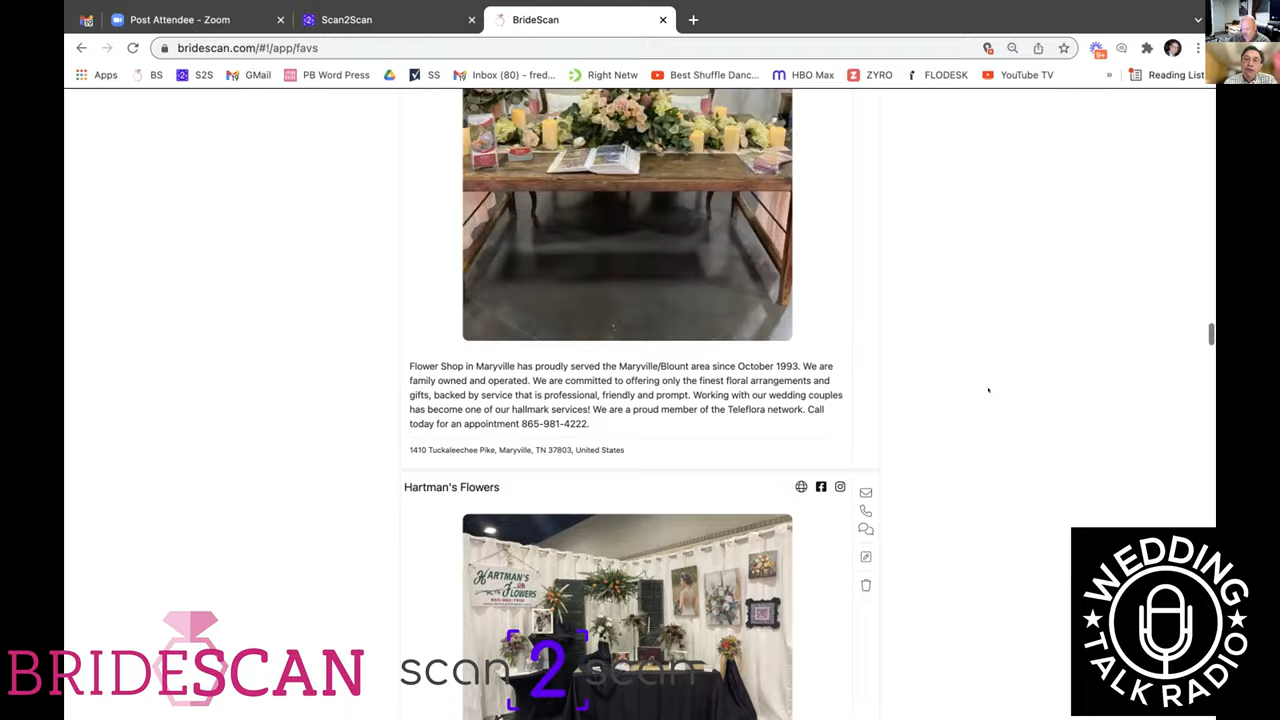 Post Attendee - Zoom
Scan2Scan
BrideScan
bridescan.com/#!/app/favs
Apps
BS
S2S
GMail
PB Word Press
SS
Inbox (80) - fred...
Right Netw
Best Shuffle Danc...
HBO Max
ZYRO
FLODESK
YouTube TV
»
Reading List
Flower Shop in Maryville has proudly served the Maryville/Blount area since October 1993. We are
family owned and operated. We are committed to offering only the finest floral arrangements and
gifts, backed by service that is professional, friendly and prompt. Working with our wedding couples
has become one of our hallmark services! We are a proud member of the Teleflora network. Call
today for an appointment 865-981-4222.
1410 Tuckaleechee Pike, Maryville, TN 37803, United States
Hartman's Flowers
HARTMAN'S
FLOWERS
BRIDESCAN
scan 2 scan
WEDDING
TALK RADIO